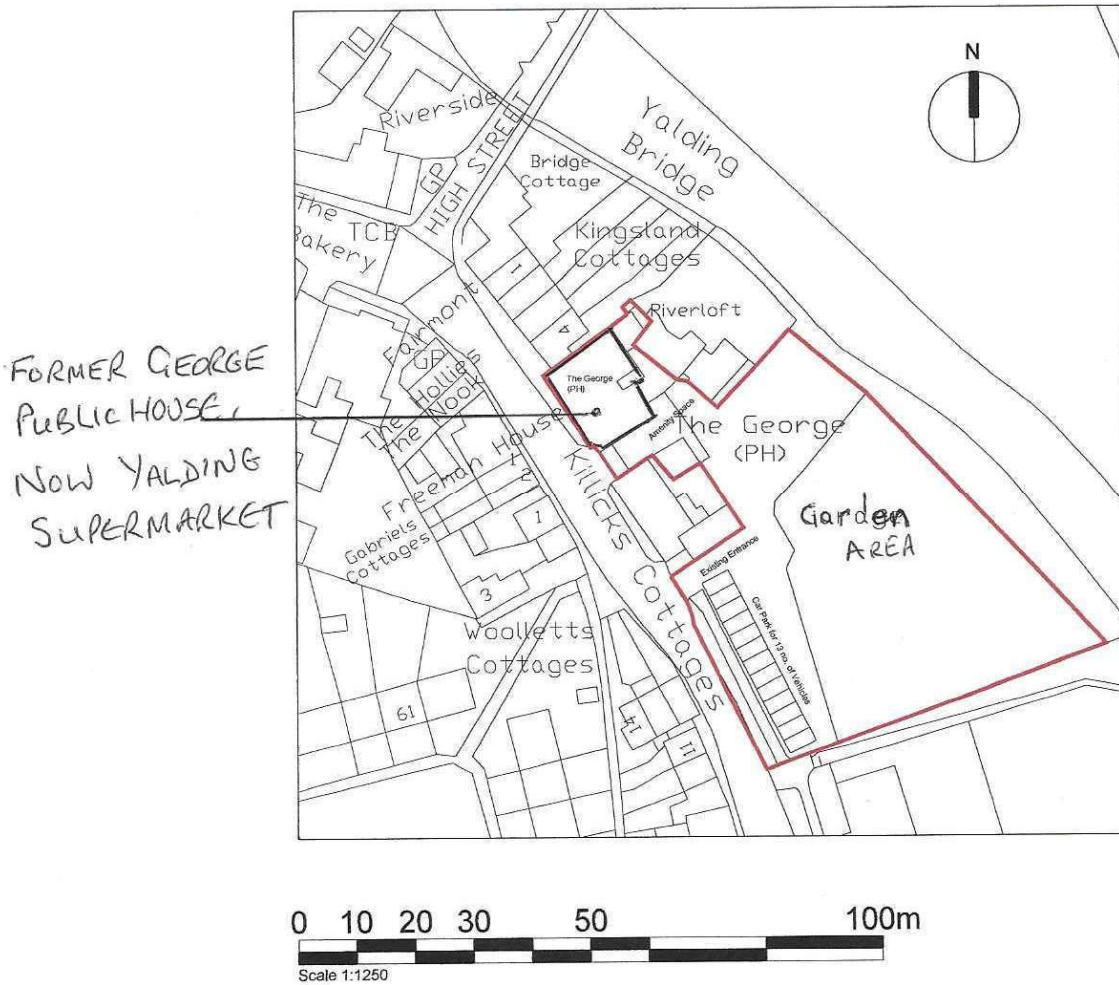 N
Riverside
HIGH STREET
GP
Yalding
Bridge
Bridge
Cottage
The
Bakery
TCB
Kingsland
Cottages
1
4
Fairmont
GP
The Hollies
The Nook
Riverloft
FORMER GEORGE
PUBLIC HOUSE,
NOW YALDING
SUPERMARKET
The George
(PH)
Amenity Space
The George
(PH)
Freeman House
1
2
Gabriels
Cottages
1
3
Killicks Cottages
Garden
AREA
Existing Entrance
Car Park for 13 no. of Vehicles
Woolletts
Cottages
61
14
11
0 10 20 30 50 100m
Scale 1:1250